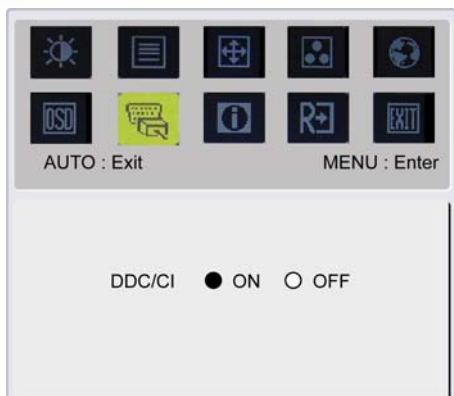 OSD R EXIT
AUTO : Exit MENU : Enter
DDC/CI ON OFF